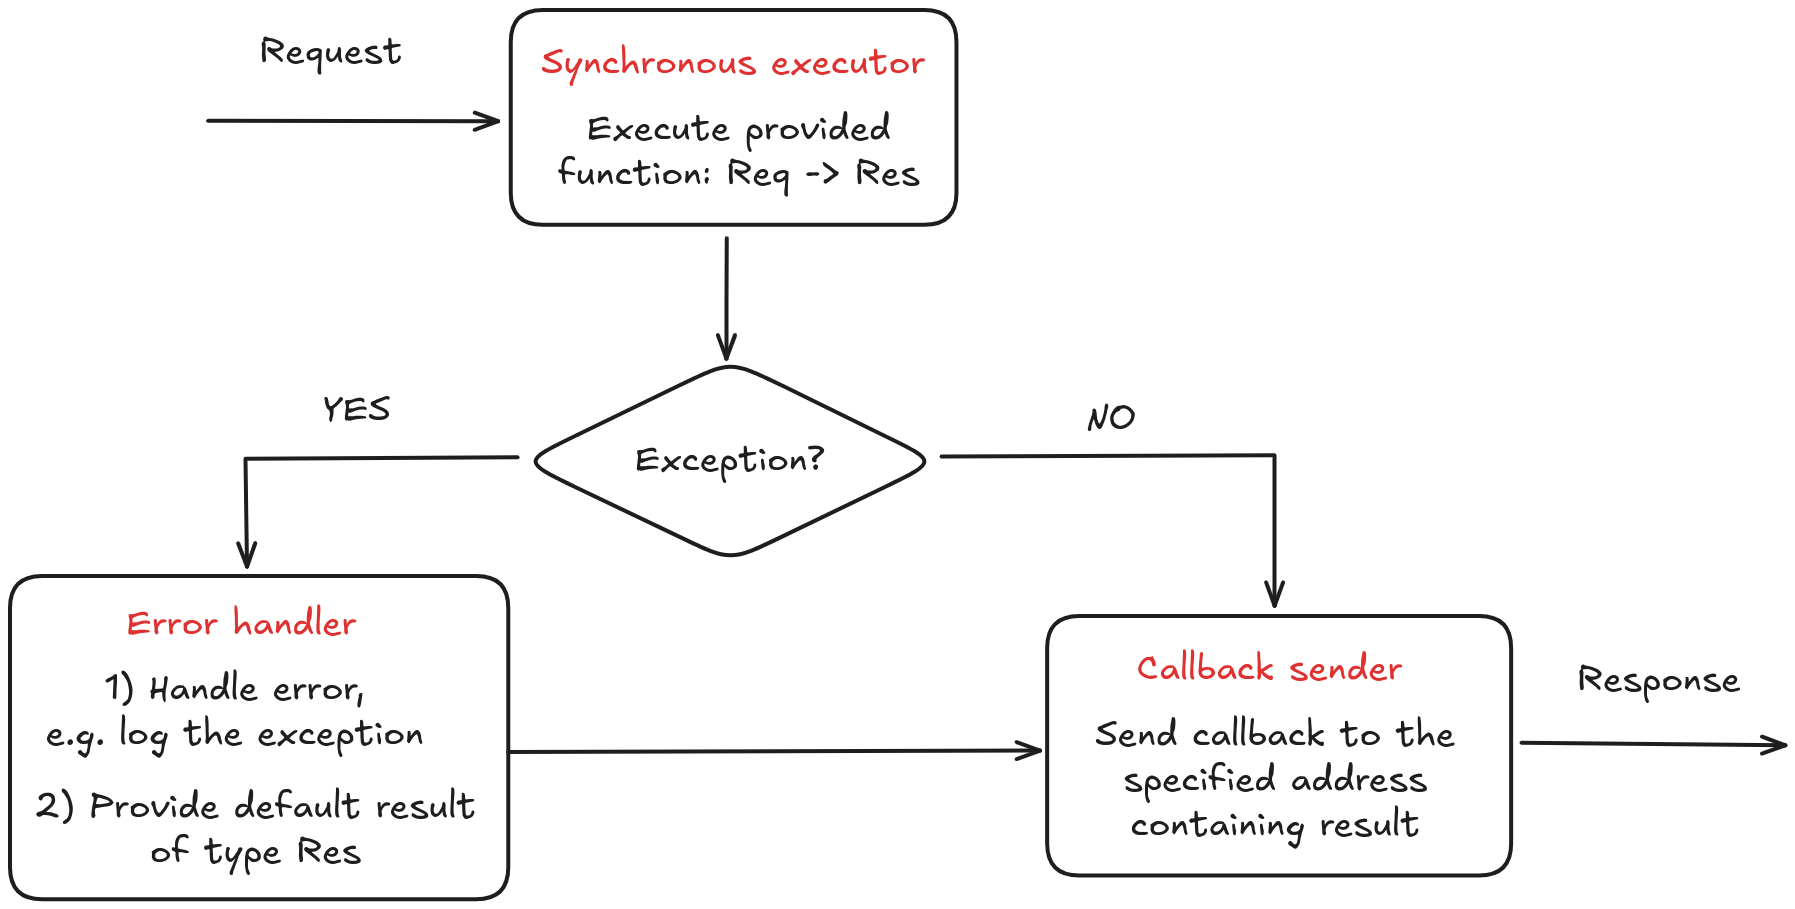 Request
Synchronous executor
Execute provided
function: Req -> Res
YES
Exception?
NO
Error handler
1) Handle error,
e.g. log the exception
2) Provide default result
of type Res
Callback sender
Send callback to the
specified address
containing result
Response